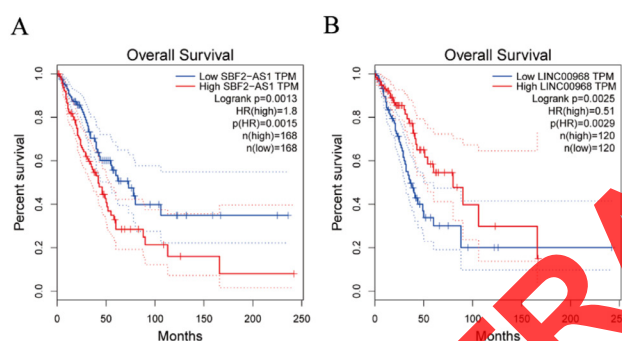 A
B
Overall Survival
Low SBF2-AS1 TPM
High SBF2-AS1 TPM
Logrank p=0.0013
HR(high)=1.8
p(HR)=0.0015
n(high)=168
n(low)=168
Percent survival
0.0
0.2
0.4
0.6
0.8
1.0
0 50 100 150 200 250
Months
Overall Survival
Low LINC00968 TPM
High LINC00968 TPM
Logrank p=0.0025
HR(high)=0.51
p(HR)=0.0029
n(high)=120
n(low)=120
Percent survival
0.0
0.2
0.4
0.6
0.8
1.0
0 50 100 150 200
Months